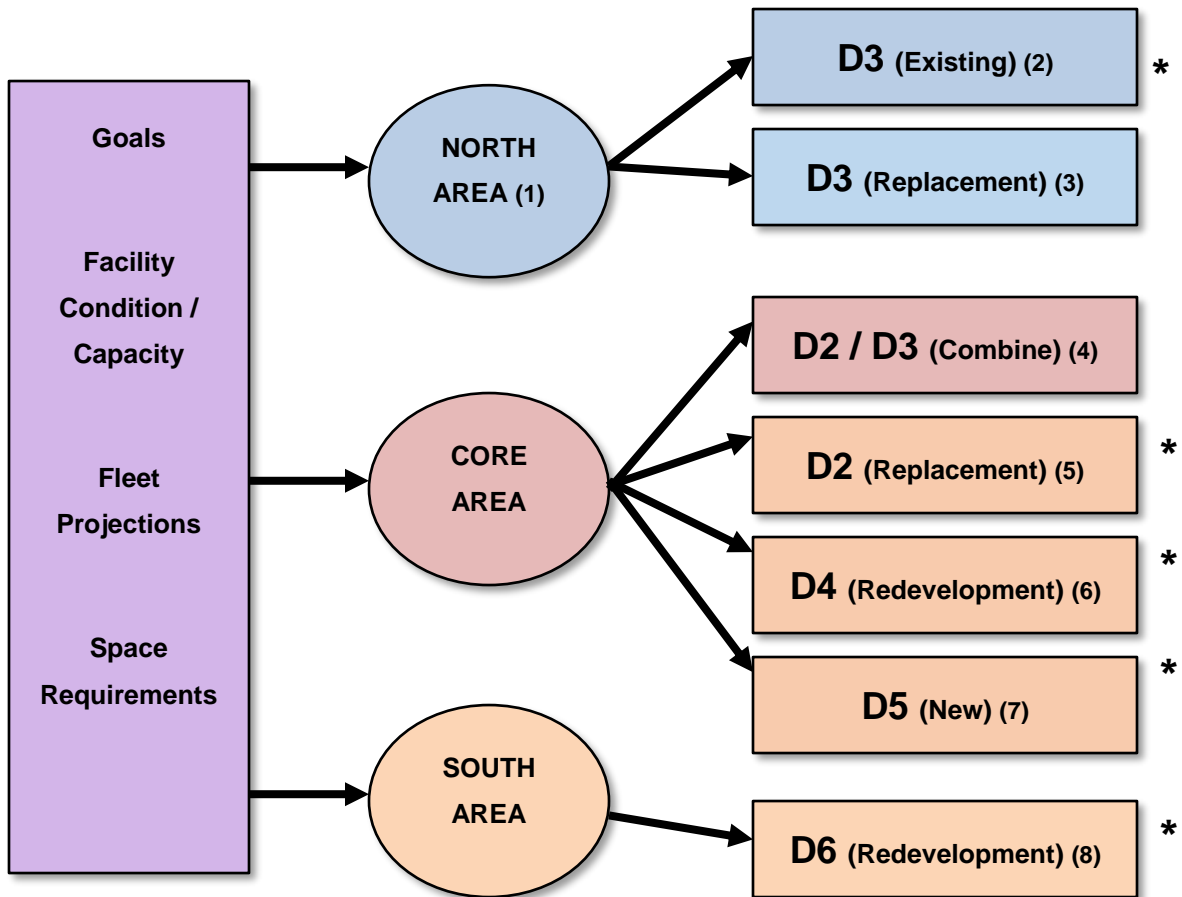 Goals
Facility
Condition /
Capacity
Fleet
Projections
Space
Requirements
NORTH
AREA (1)
CORE
AREA
SOUTH
AREA
D3 (Existing) (2) *
D3 (Replacement) (3)
D2 / D3 (Combine) (4)
D2 (Replacement) (5) *
D4 (Redevelopment) (6) *
D5 (New) (7) *
D6 (Redevelopment) (8) *